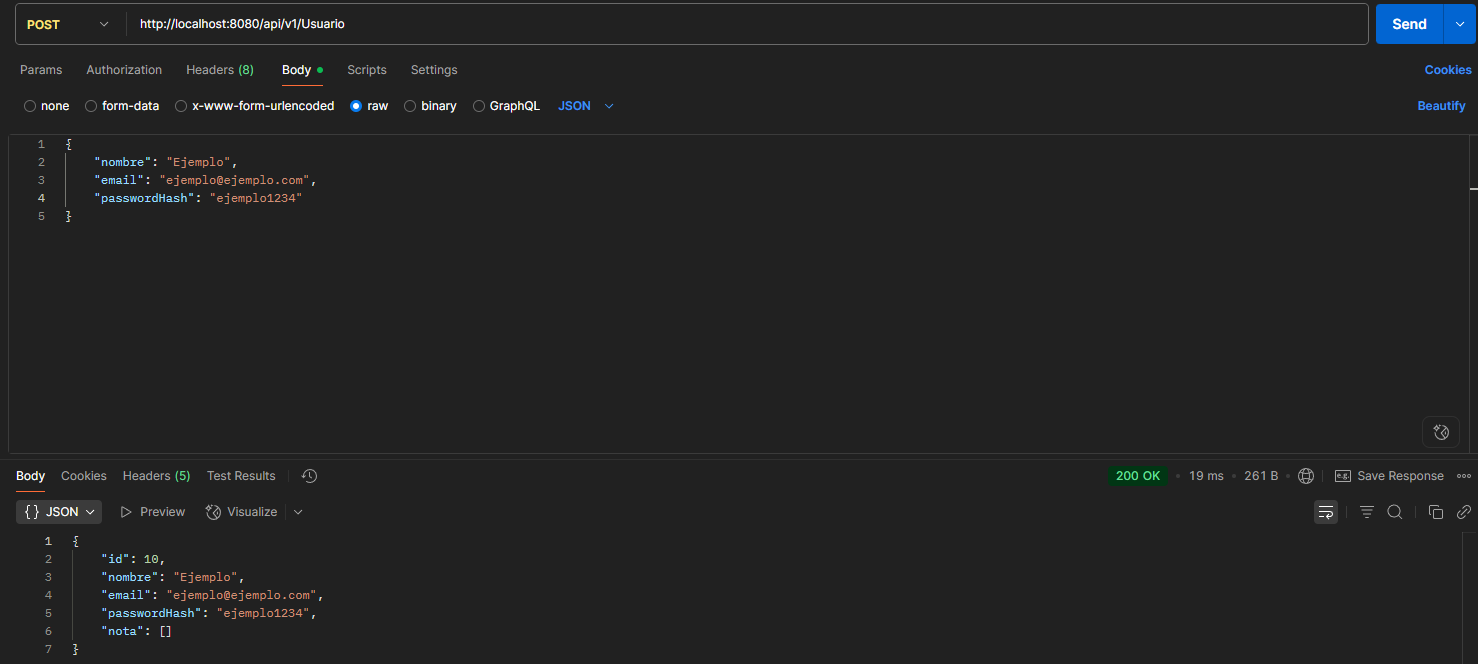 POST http://localhost:8080/api/v1/Usuario Send
Params Authorization Headers (8) Body Scripts Settings Cookies
none form-data x-www-form-urlencoded raw binary GraphQL JSON Beautify
1 {
2 "nombre": "Ejemplo",
3 "email": "ejemplo@ejemplo.com",
4 "passwordHash": "ejemplo1234"
5 }
Body Cookies Headers (5) Test Results 200 OK • 19 ms • 261 B • e.g. Save Response
{} JSON Preview Visualize
1 {
2 "id": 10,
3 "nombre": "Ejemplo",
4 "email": "ejemplo@ejemplo.com",
5 "passwordHash": "ejemplo1234",
6 "nota": []
7 }